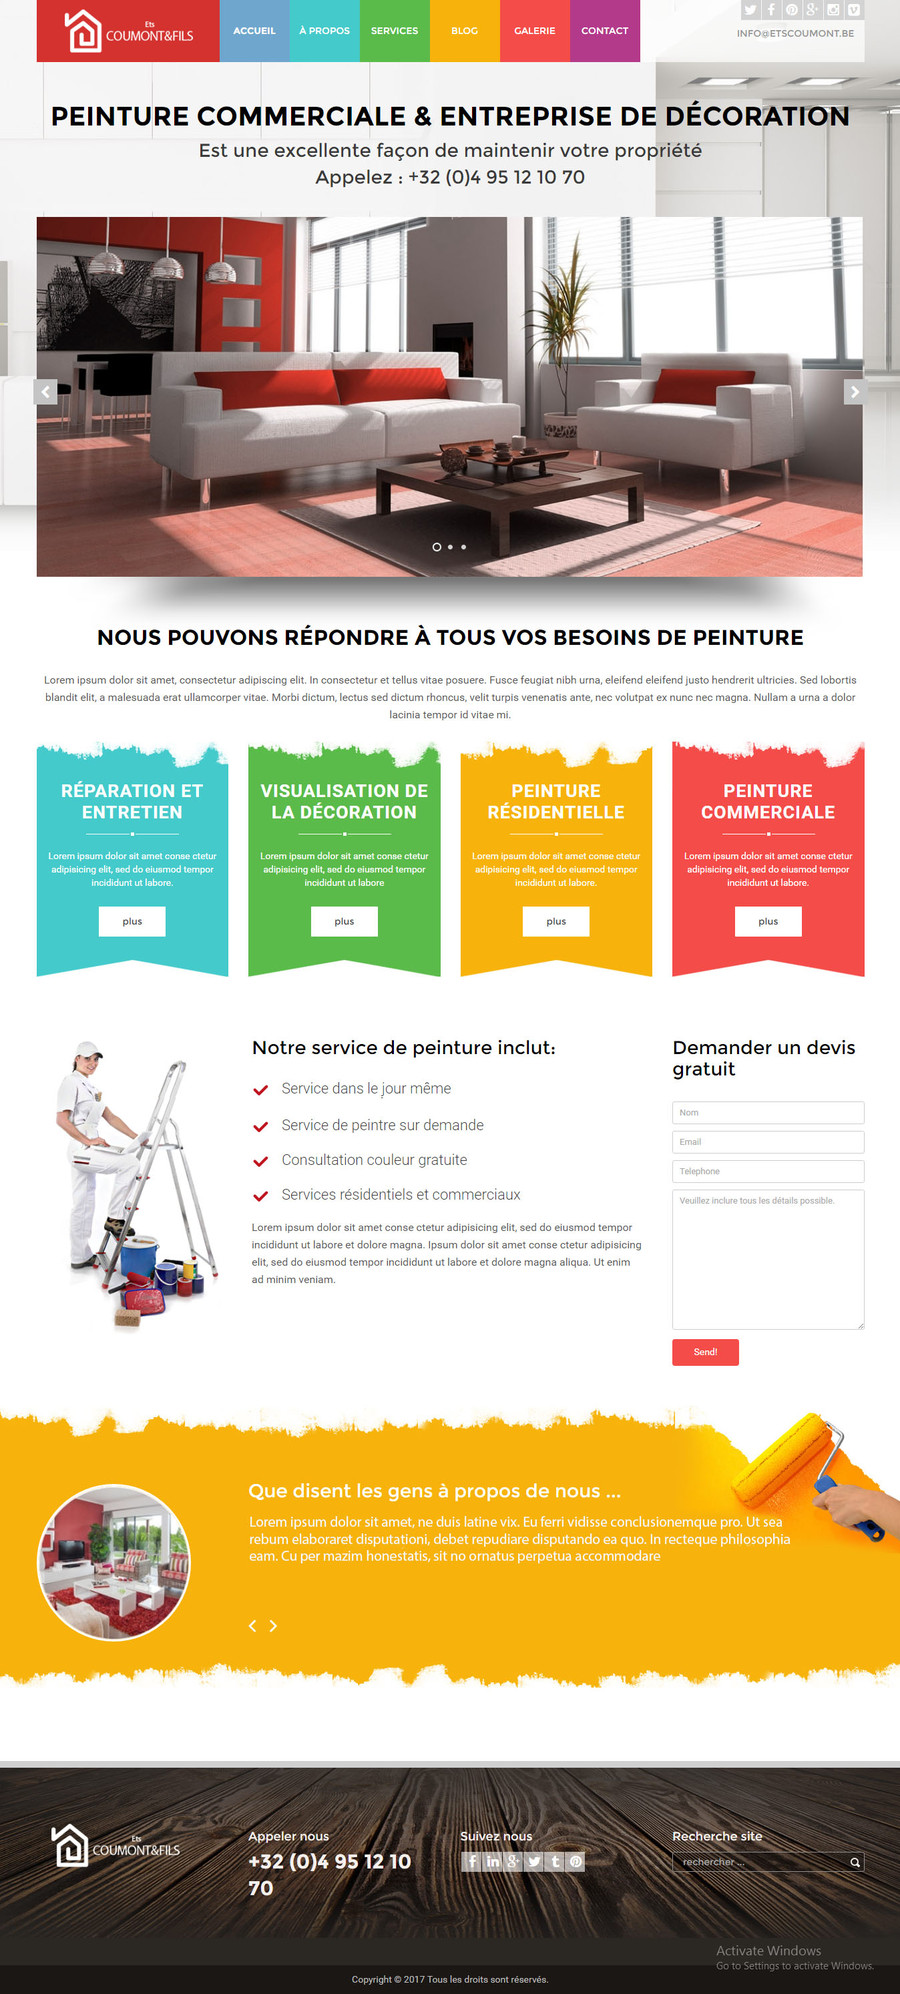 Ets
COUMONT&FILS
ACCUEIL
À PROPOS
SERVICES
BLOG
GALERIE
CONTACT
INFO@ETSCOUMONT.BE
PEINTURE COMMERCIALE & ENTREPRISE DE DÉCORATION
Est une excellente façon de maintenir votre propriété
Appelez : +32 (0)4 95 12 10 70
NOUS POUVONS RÉPONDRE À TOUS VOS BESOINS DE PEINTURE
Lorem ipsum dolor sit amet, consectetur adipiscing elit. In consectetur et tellus vitae posuere. Fusce feugiat nibh urna, eleifend eleifend justo hendrerit ultricies. Sed lobortis
blandit elit, a malesuada erat ullamcorper vitae. Morbi dictum, lectus sed dictum rhoncus, velit turpis venenatis ante, nec volutpat ex nunc nec magna. Nullam a urna a dolor
lacinia tempor id vitae mi.
RÉPARATION ET
ENTRETIEN
Lorem ipsum dolor sit amet conse ctetur
adipisicing elit, sed do eiusmod tempor
incididunt ut labore.
plus
VISUALISATION DE
LA DÉCORATION
Lorem ipsum dolor sit amet conse ctetur
adipisicing elit, sed do eiusmod tempor
incididunt ut labore
plus
PEINTURE
RÉSIDENTIELLE
Lorem ipsum dolor sit amet conse ctetur
adipisicing elit, sed do eiusmod tempor
incididunt ut labore.
plus
PEINTURE
COMMERCIALE
Lorem ipsum dolor sit amet conse ctetur
adipisicing elit, sed do eiusmod tempor
incididunt ut labore.
plus
Notre service de peinture inclut:
Service dans le jour même
Service de peintre sur demande
Consultation couleur gratuite
Services résidentiels et commerciaux
Lorem ipsum dolor sit amet conse ctetur adipisicing elit, sed do eiusmod tempor
incididunt ut labore et dolore magna. Ipsum dolor sit amet conse ctetur adipisicing
elit, sed do eiusmod tempor incididunt ut labore et dolore magna aliqua. Ut enim
ad minim veniam.
Demander un devis
gratuit
Nom
Email
Telephone
Veuillez inclure tous les détails possible.
Send!
Que disent les gens à propos de nous ...
Lorem ipsum dolor sit amet, ne duis latine vix. Eu ferri vidisse conclusionemque pro. Ut sea
rebum elaboraret disputationi, debet repudiare disputando ea quo. In recteque philosophia
eam. Cu per mazim honestatis, sit no ornatus perpetua accommodare
Ets
COUMONT&FILS
Appeler nous
+32 (0)4 95 12 10
70
Suivez nous
Recherche site
rechercher ...
Activate Windows
Go to Settings to activate Windows.
Copyright © 2017 Tous les droits sont réservés.